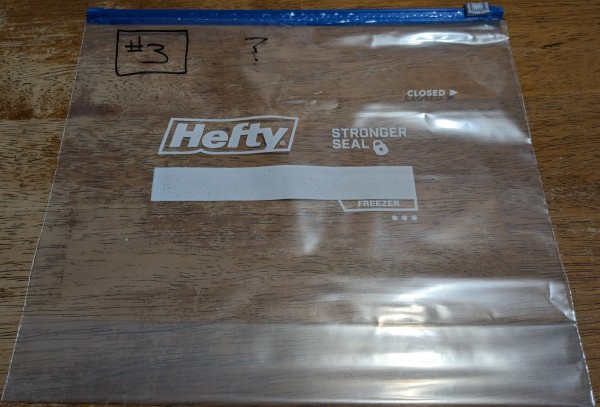 #3 ?
CLOSED ►
Hefty®
STRONGER
SEAL
FREEZER